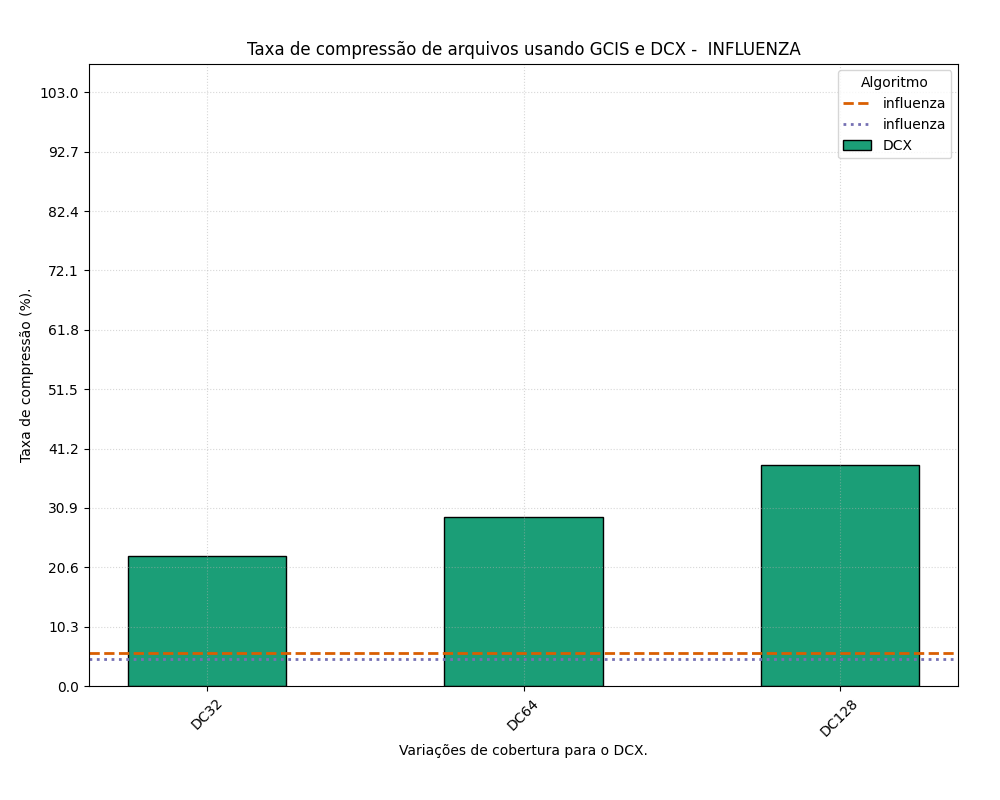 Taxa de compressão de arquivos usando GCIS e DCX -  INFLUENZA
Algoritmo
influenza
influenza
DCX
Taxa de compressão (%).
103.0
92.7
82.4
72.1
61.8
51.5
41.2
30.9
20.6
10.3
0.0
DC32
DC64
DC128
Variações de cobertura para o DCX.